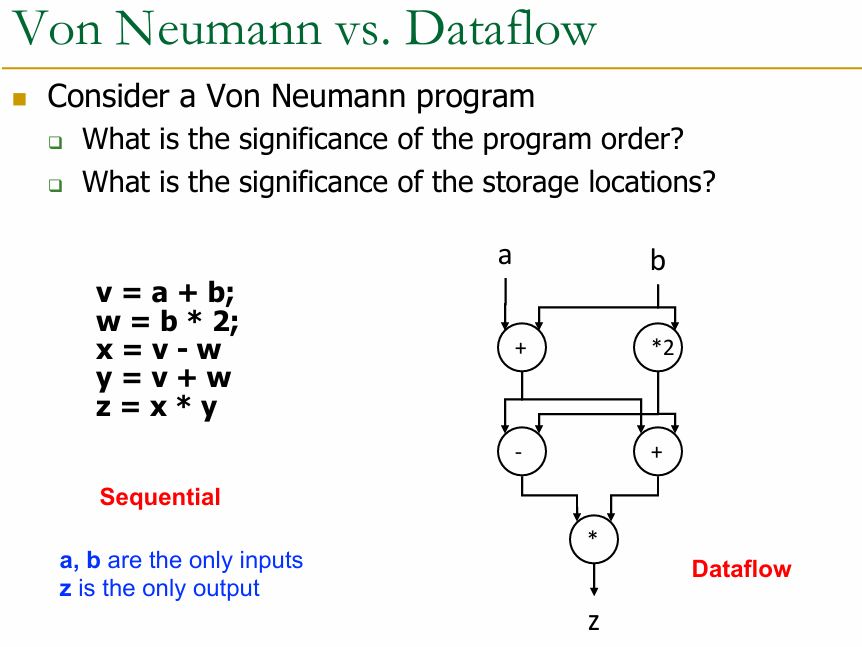 Von Neumann vs. Dataflow
Consider a Von Neumann program
What is the significance of the program order?
What is the significance of the storage locations?
v = a + b;
w = b * 2;
x = v - w
y = v + w
z = x * y
Sequential
a, b are the only inputs
z is the only output
a
b
+
*2
-
+
*
z
Dataflow